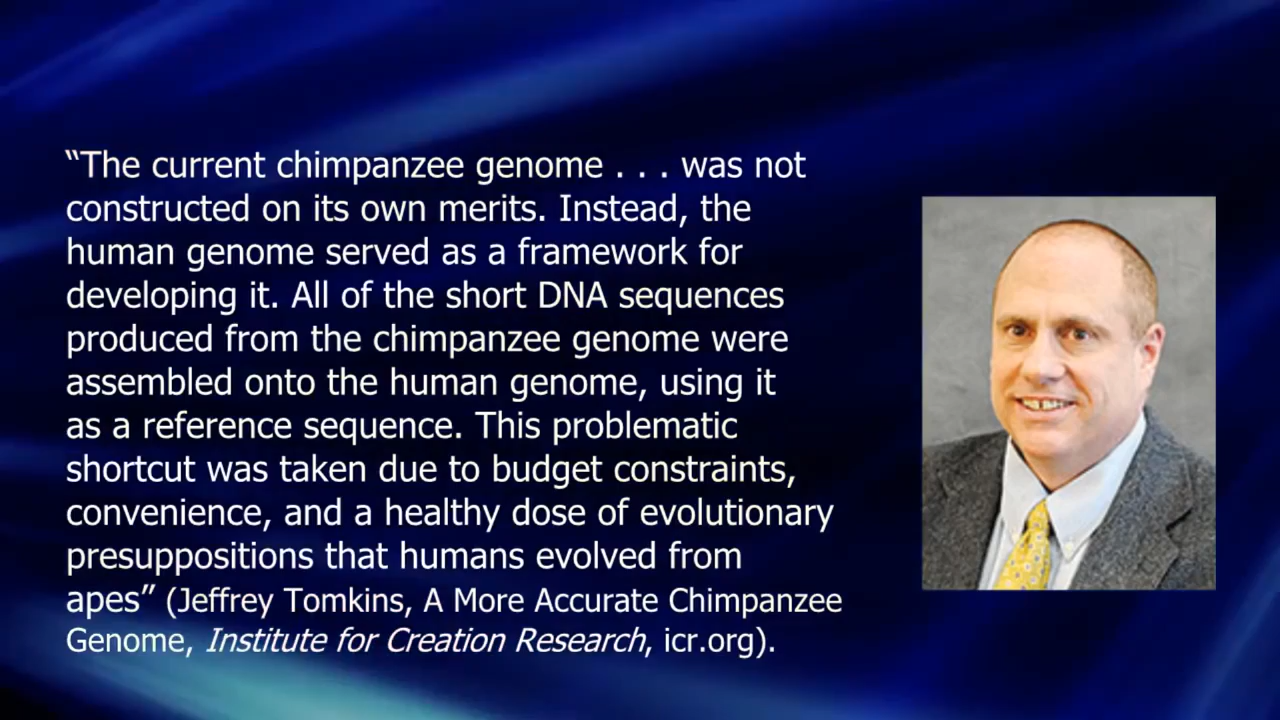 “The current chimpanzee genome . . . was not
constructed on its own merits. Instead, the
human genome served as a framework for
developing it. All of the short DNA sequences
produced from the chimpanzee genome were
assembled onto the human genome, using it
as a reference sequence. This problematic
shortcut was taken due to budget constraints,
convenience, and a healthy dose of evolutionary
presuppositions that humans evolved from
apes” (Jeffrey Tomkins, A More Accurate Chimpanzee
Genome, Institute for Creation Research, icr.org).